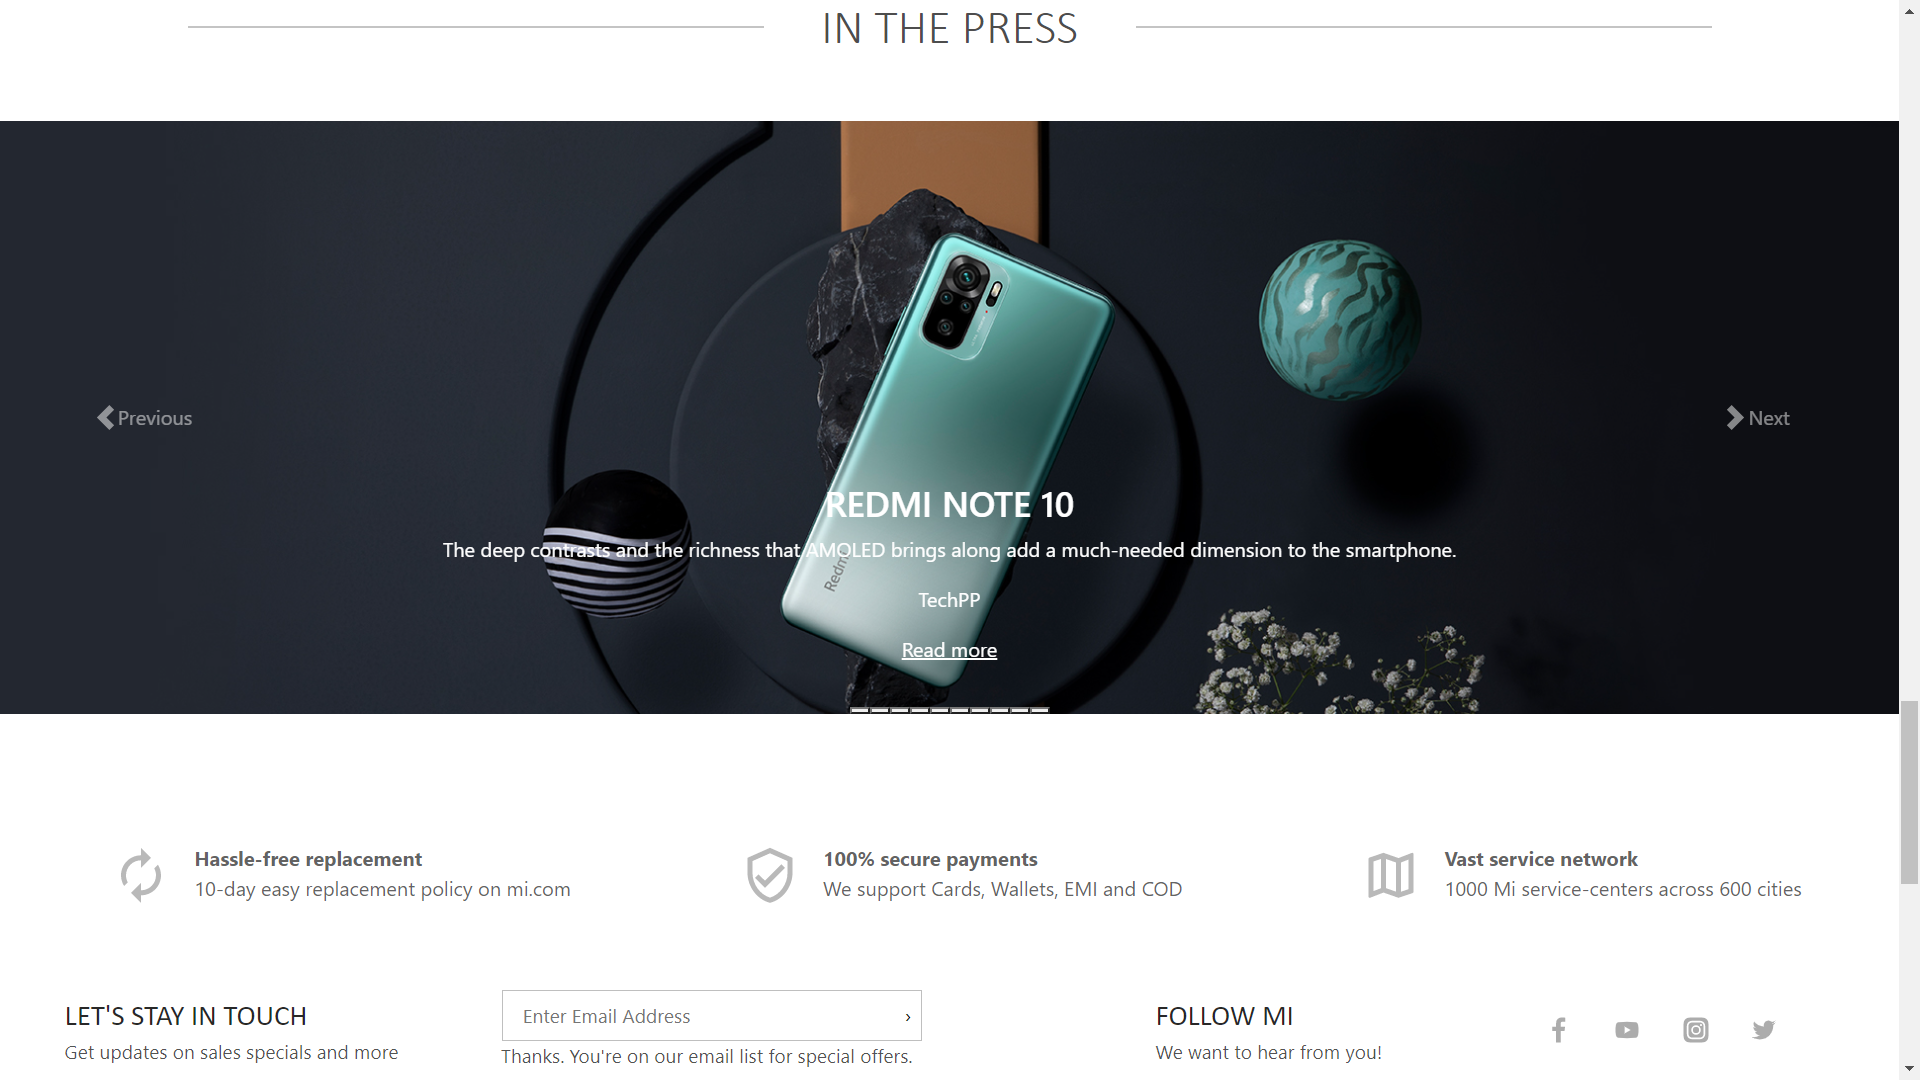 IN THE PRESS
Previous
Next
REDMI NOTE 10
The deep contrasts and the richness that AMOLED brings along add a much-needed dimension to the smartphone.
Redmi
TechPP
Read more
Hassle-free replacement
10-day easy replacement policy on mi.com
100% secure payments
We support Cards, Wallets, EMI and COD
Vast service network
1000 Mi service-centers across 600 cities
LET'S STAY IN TOUCH
Get updates on sales specials and more
Enter Email Address ›
Thanks. You're on our email list for special offers.
FOLLOW MI
We want to hear from you!